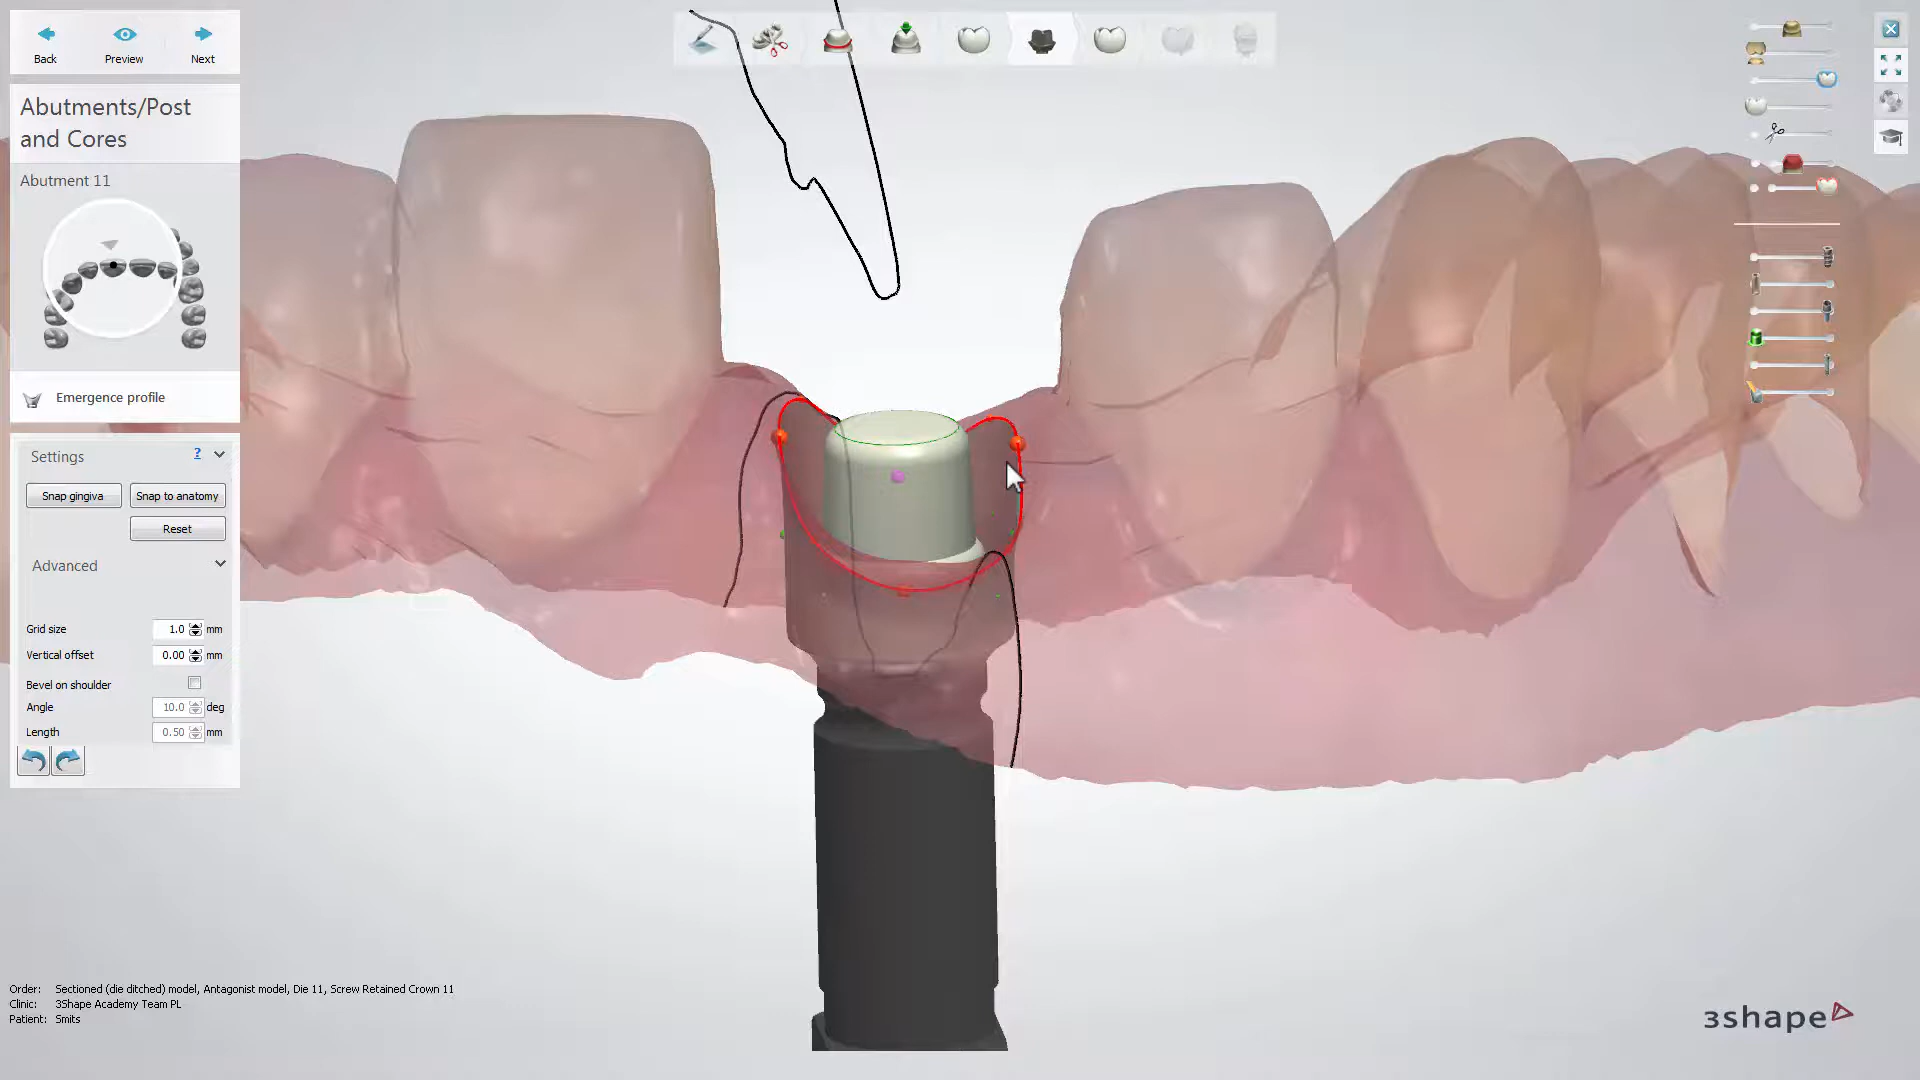 Back
Preview
Next
Abutments/Post
and Cores
Abutment 11
Emergence profile
Settings
?
Snap gingiva
Snap to anatomy
Reset
Advanced
Grid size 1.0 mm
Vertical offset 0.00 mm
Bevel on shoulder
Angle 10.0 deg
Length 0.50 mm
Order: Sectioned (die ditched) model, Antagonist model, Die 11, Screw Retained Crown 11
Clinic: 3Shape Academy Team PL
Patient: Smits
3shape